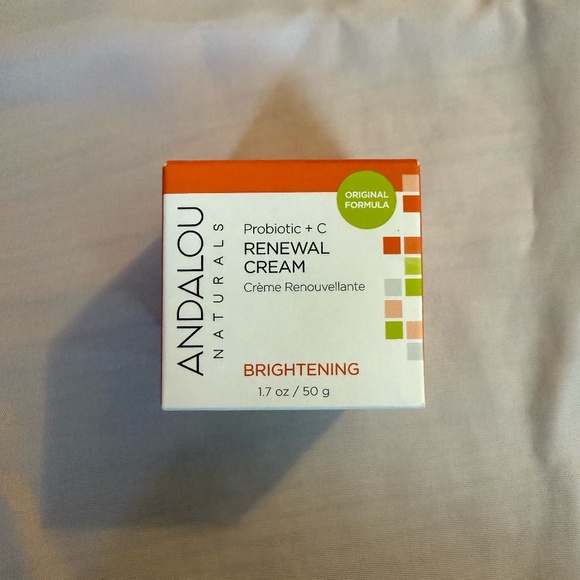 ANDALOU
NATURALS
ORIGINAL
FORMULA
Probiotic + C
RENEWAL
CREAM
Crème Renouvellante
BRIGHTENING
1.7 oz / 50 g